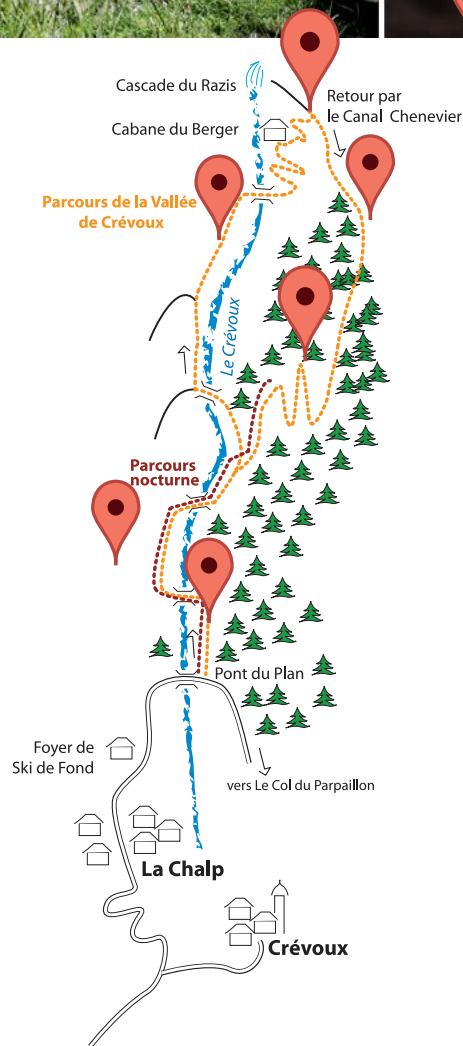 Cascade du Razis
Retour par
le Canal Chenevier
Cabane du Berger
Parcours de la Vallée
de Crévoux
Le Crévoux
Parcours
nocturne
Pont du Plan
Foyer de
Ski de Fond
vers Le Col du Parpaillon
La Chalp
Crévoux